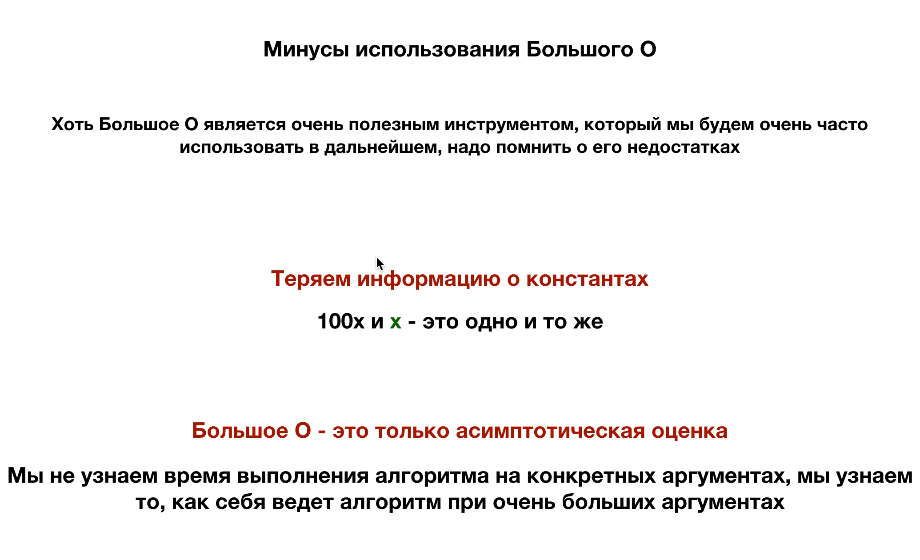 Минусы использования Большого О
Хоть Большое О является очень полезным инструментом, который мы будем очень часто
использовать в дальнейшем, надо помнить о его недостатках
Теряем информацию о константах
100x и x - это одно и то же
Большое О - это только асимптотическая оценка
Мы не узнаем время выполнения алгоритма на конкретных аргументах, мы узнаем
то, как себя ведет алгоритм при очень больших аргументах